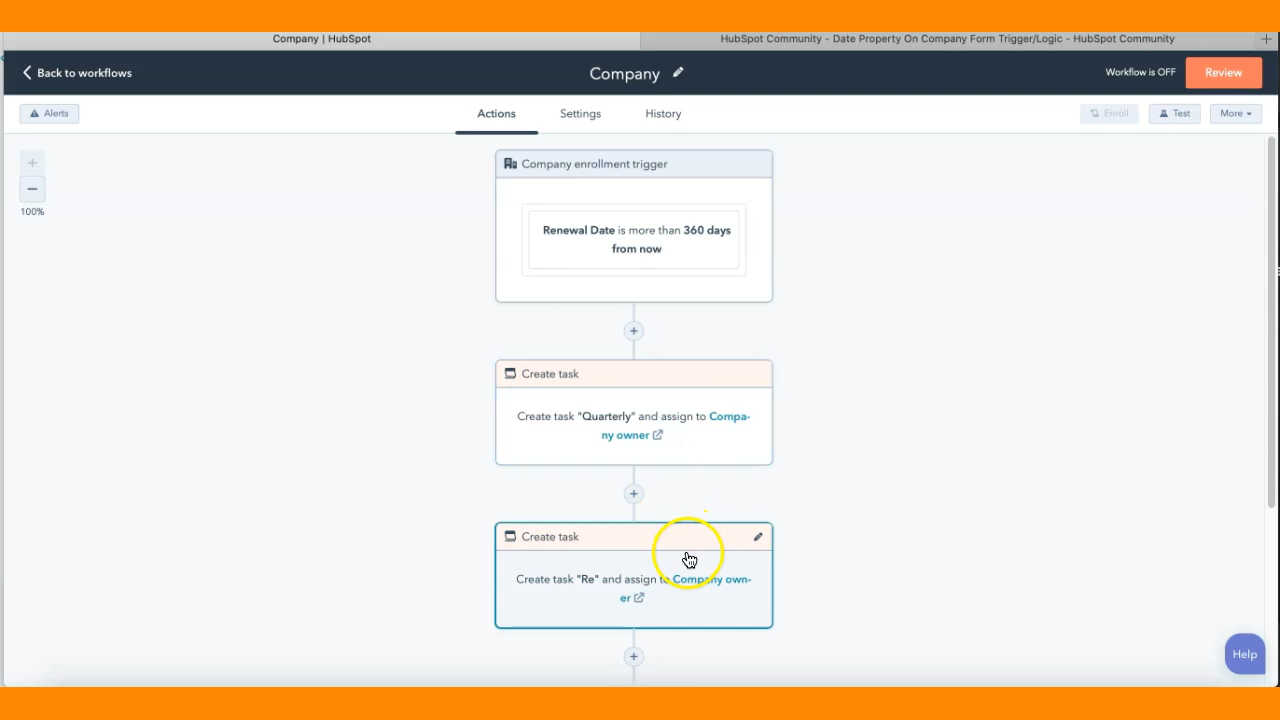 Company | HubSpot
HubSpot Community - Date Property On Company Form Trigger/Logic - HubSpot Community
Back to workflows
Company
Workflow is OFF
Review
Alerts
Actions
Settings
History
Enroll
Test
More
100%
Company enrollment trigger
Renewal Date is more than 360 days
from now
Create task
Create task "Quarterly" and assign to Compa-
ny owner
Create task
Create task "Re" and assign to Company own-
er
Help